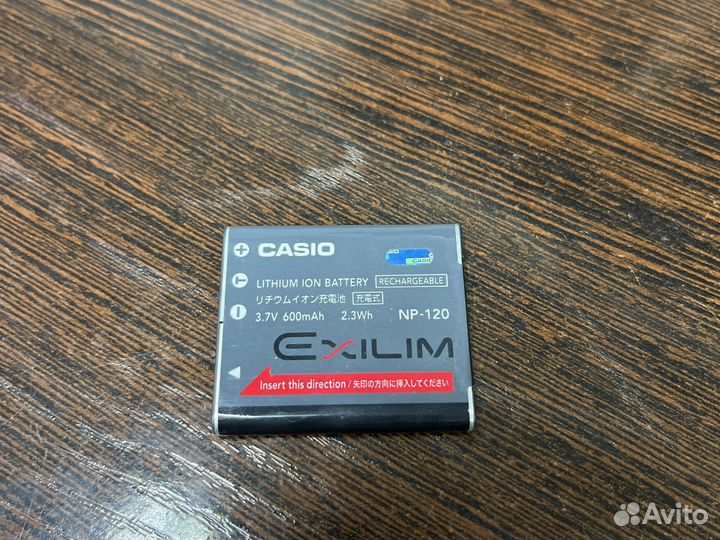 CASIO
CASIO
LITHIUM ION BATTERY RECHARGEABLE
リチウムイオン充電池 充電式
3.7V 600mAh 2.3Wh NP-120
EXILIM
Insert this direction/矢印の方向に挿入してください
Avito